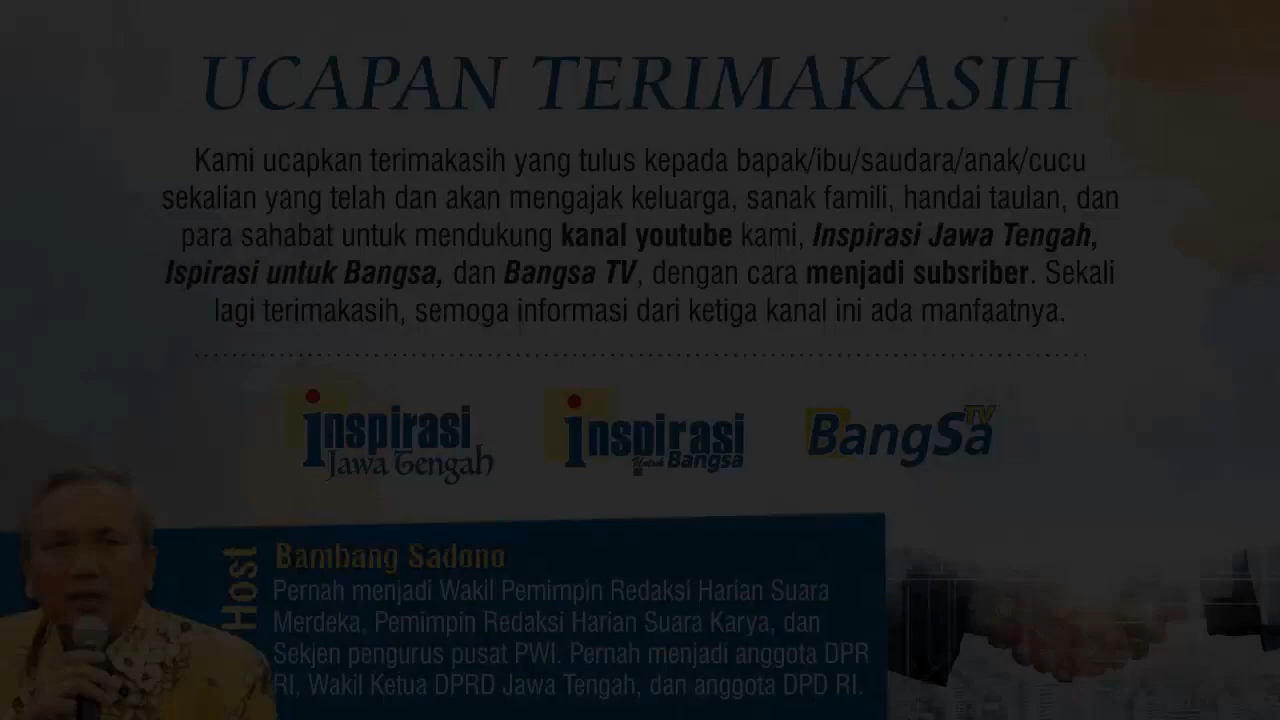 UCAPAN TERIMAKASIH
Kami ucapkan terimakasih yang tulus kepada bapak/ibu/saudara/anak/cucu
sekalian yang telah dan akan mengajak keluarga, sanak famili, handai taulan, dan
para sahabat untuk mendukung kanal youtube kami, Inspirasi Jawa Tengah,
Ispirasi untuk Bangsa, dan Bangsa TV, dengan cara menjadi subsriber. Sekali
lagi terimakasih, semoga informasi dari ketiga kanal ini ada manfaatnya.
inspirasi
Jawa Tengah
inspirasi
Untuk Bangsa
BangSa TV
Host
Bambang Sadono
Pernah menjadi Wakil Pemimpin Redaksi Harian Suara
Merdeka, Pemimpin Redaksi Harian Suara Karya, dan
Sekjen pengurus pusat PWI. Pernah menjadi anggota DPR
RI, Wakil Ketua DPRD Jawa Tengah, dan anggota DPD RI.